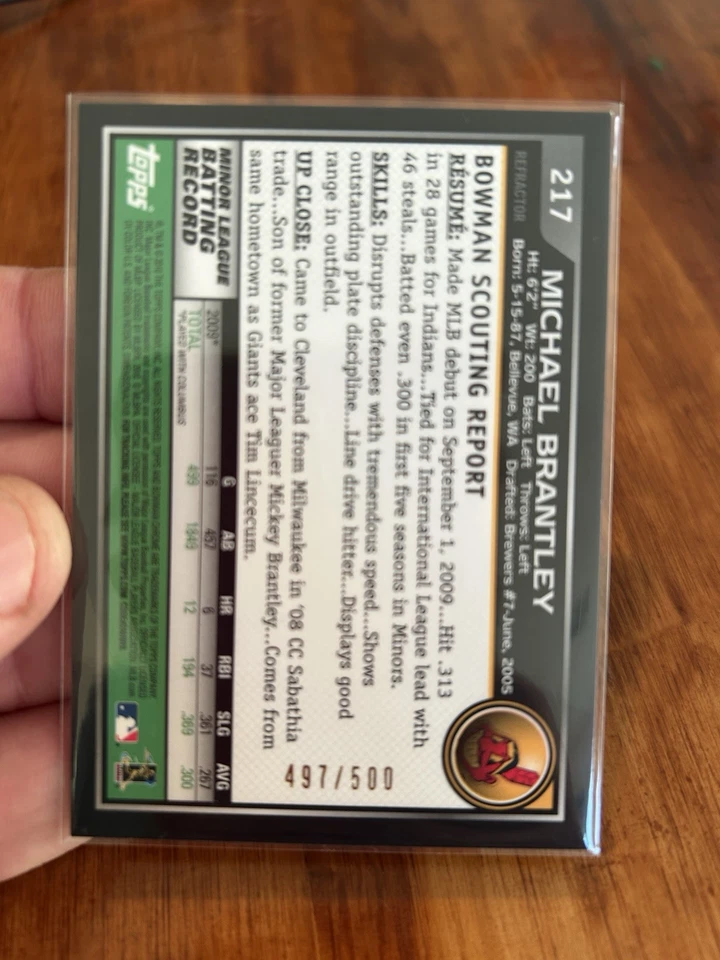 217
REFRACTOR
MICHAEL BRANTLEY
Ht: 6'2" Wt: 200 Bats: Left Throws: Left
Born: 5-15-87, Bellevue, WA Drafted: Brewers #7-June, 2005
BOWMAN SCOUTING REPORT
RÉSUMÉ: Made MLB debut on September 1, 2009...Hit .313
in 28 games for Indians...Tied for International League lead with
46 steals...Batted even .300 in first five seasons in Minors.
SKILLS: Disrupts defenses with tremendous speed...Shows
outstanding plate discipline...Line drive hitter...Displays good
range in outfield.
UP CLOSE: Came to Cleveland from Milwaukee in '08 CC Sabathia
trade...Son of former Major Leaguer Mickey Brantley...Comes from
same hometown as Giants ace Tim Lincecum.
497/500
MINOR LEAGUE
BATTING
RECORD
G AB HR RBI SLG AVG
2009* 116 457 6 37 .361 .267
TOTAL 499 1849 12 194 .369 .300
*PLAYED WITH COLUMBUS
TOPPS